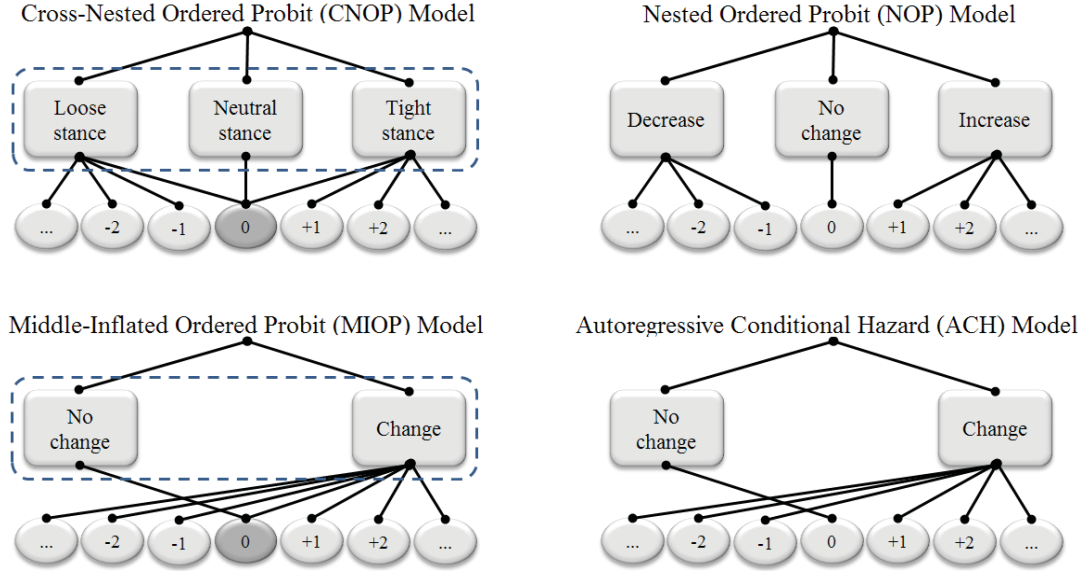 Cross-Nested Ordered Probit (CNOP) Model
Loose
stance
Neutral
stance
Tight
stance
... -2 -1 0 +1 +2 ...
Nested Ordered Probit (NOP) Model
Decrease
No
change
Increase
... -2 -1 0 +1 +2 ...
Middle-Inflated Ordered Probit (MIOP) Model
No
change
Change
... -2 -1 0 +1 +2 ...
Autoregressive Conditional Hazard (ACH) Model
No
change
Change
... -2 -1 0 +1 +2 ...